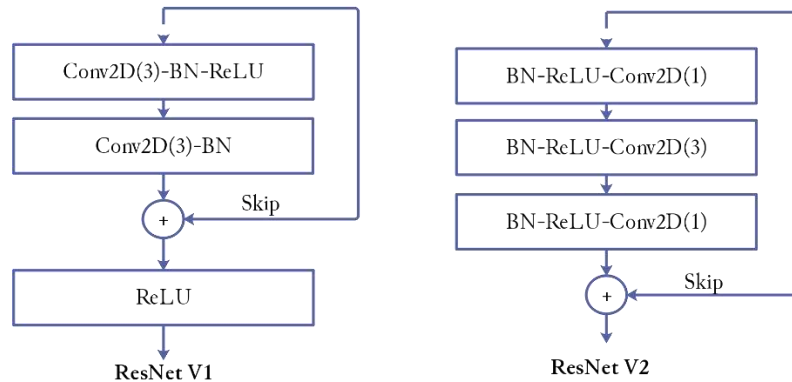 Conv2D(3)-BN-ReLU
Conv2D(3)-BN
+
Skip
ReLU
ResNet V1
BN-ReLU-Conv2D(1)
BN-ReLU-Conv2D(3)
BN-ReLU-Conv2D(1)
+
Skip
ResNet V2